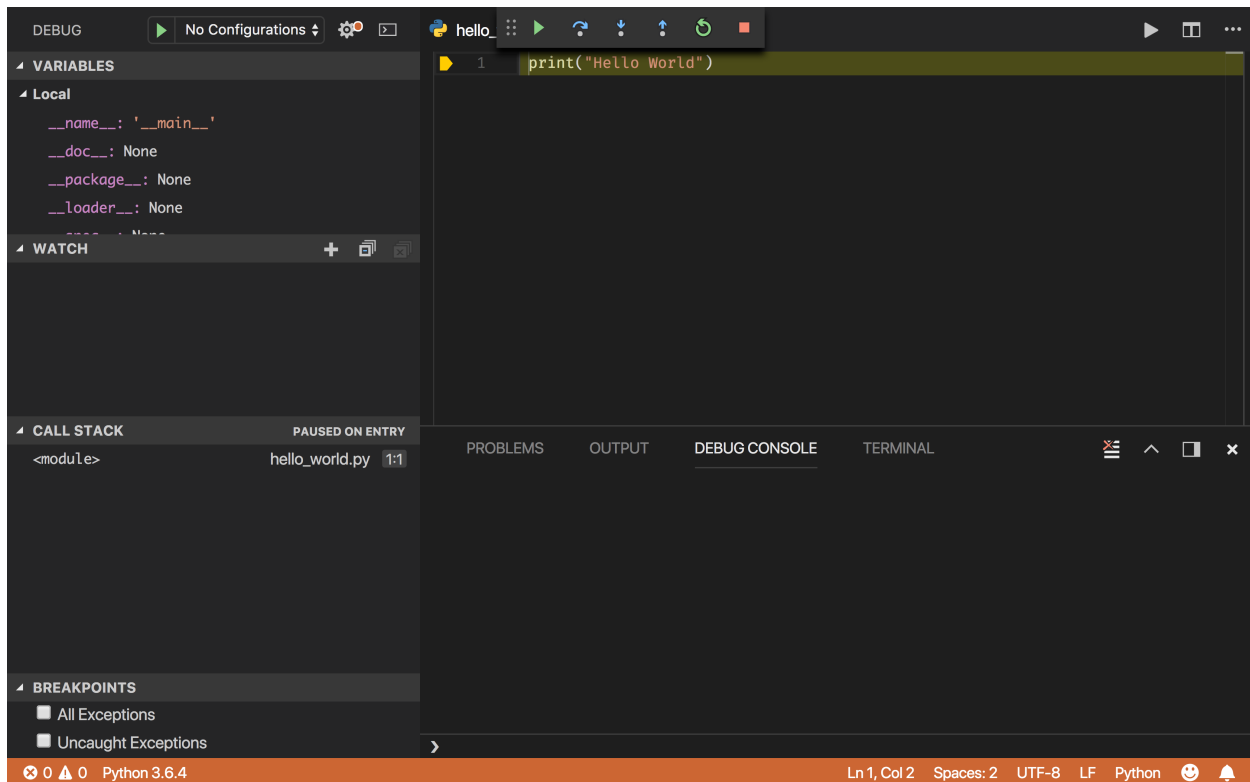 DEBUG
No Configurations
VARIABLES
Local
__name__: '__main__'
__doc__: None
__package__: None
__loader__: None
WATCH
CALL STACK
PAUSED ON ENTRY
<module>
hello_world.py 1:1
BREAKPOINTS
All Exceptions
Uncaught Exceptions
hello_
1 print("Hello World")
PROBLEMS OUTPUT DEBUG CONSOLE TERMINAL
0 0 Python 3.6.4
Ln 1, Col 2 Spaces: 2 UTF-8 LF Python